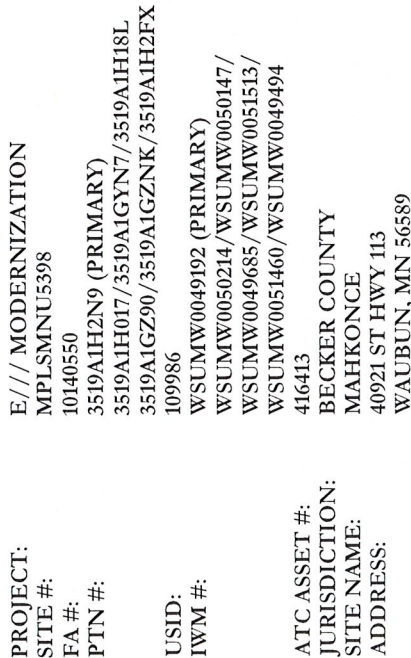 PROJECT: E/// MODERNIZATION
SITE #: MPLSMNU5398
FA #: 10140550
PTN #: 3519A1H2N9 (PRIMARY)
3519A1H017/3519A1GYN7/3519A1H18L
3519A1GZ90/3519A1GZNK/3519A1H2FX
USID: 109986
IWM #: WSUMW0049192 (PRIMARY)
WSUMW0050214/WSUMW0050147/
WSUMW0049685/WSUMW0051513/
WSUMW0051460/WSUMW0049494
ATC ASSET #: 416413
JURISDICTION: BECKER COUNTY
SITE NAME: MAHKONCE
ADDRESS: 40921 ST HWY 113
WAUBUN, MN 56589